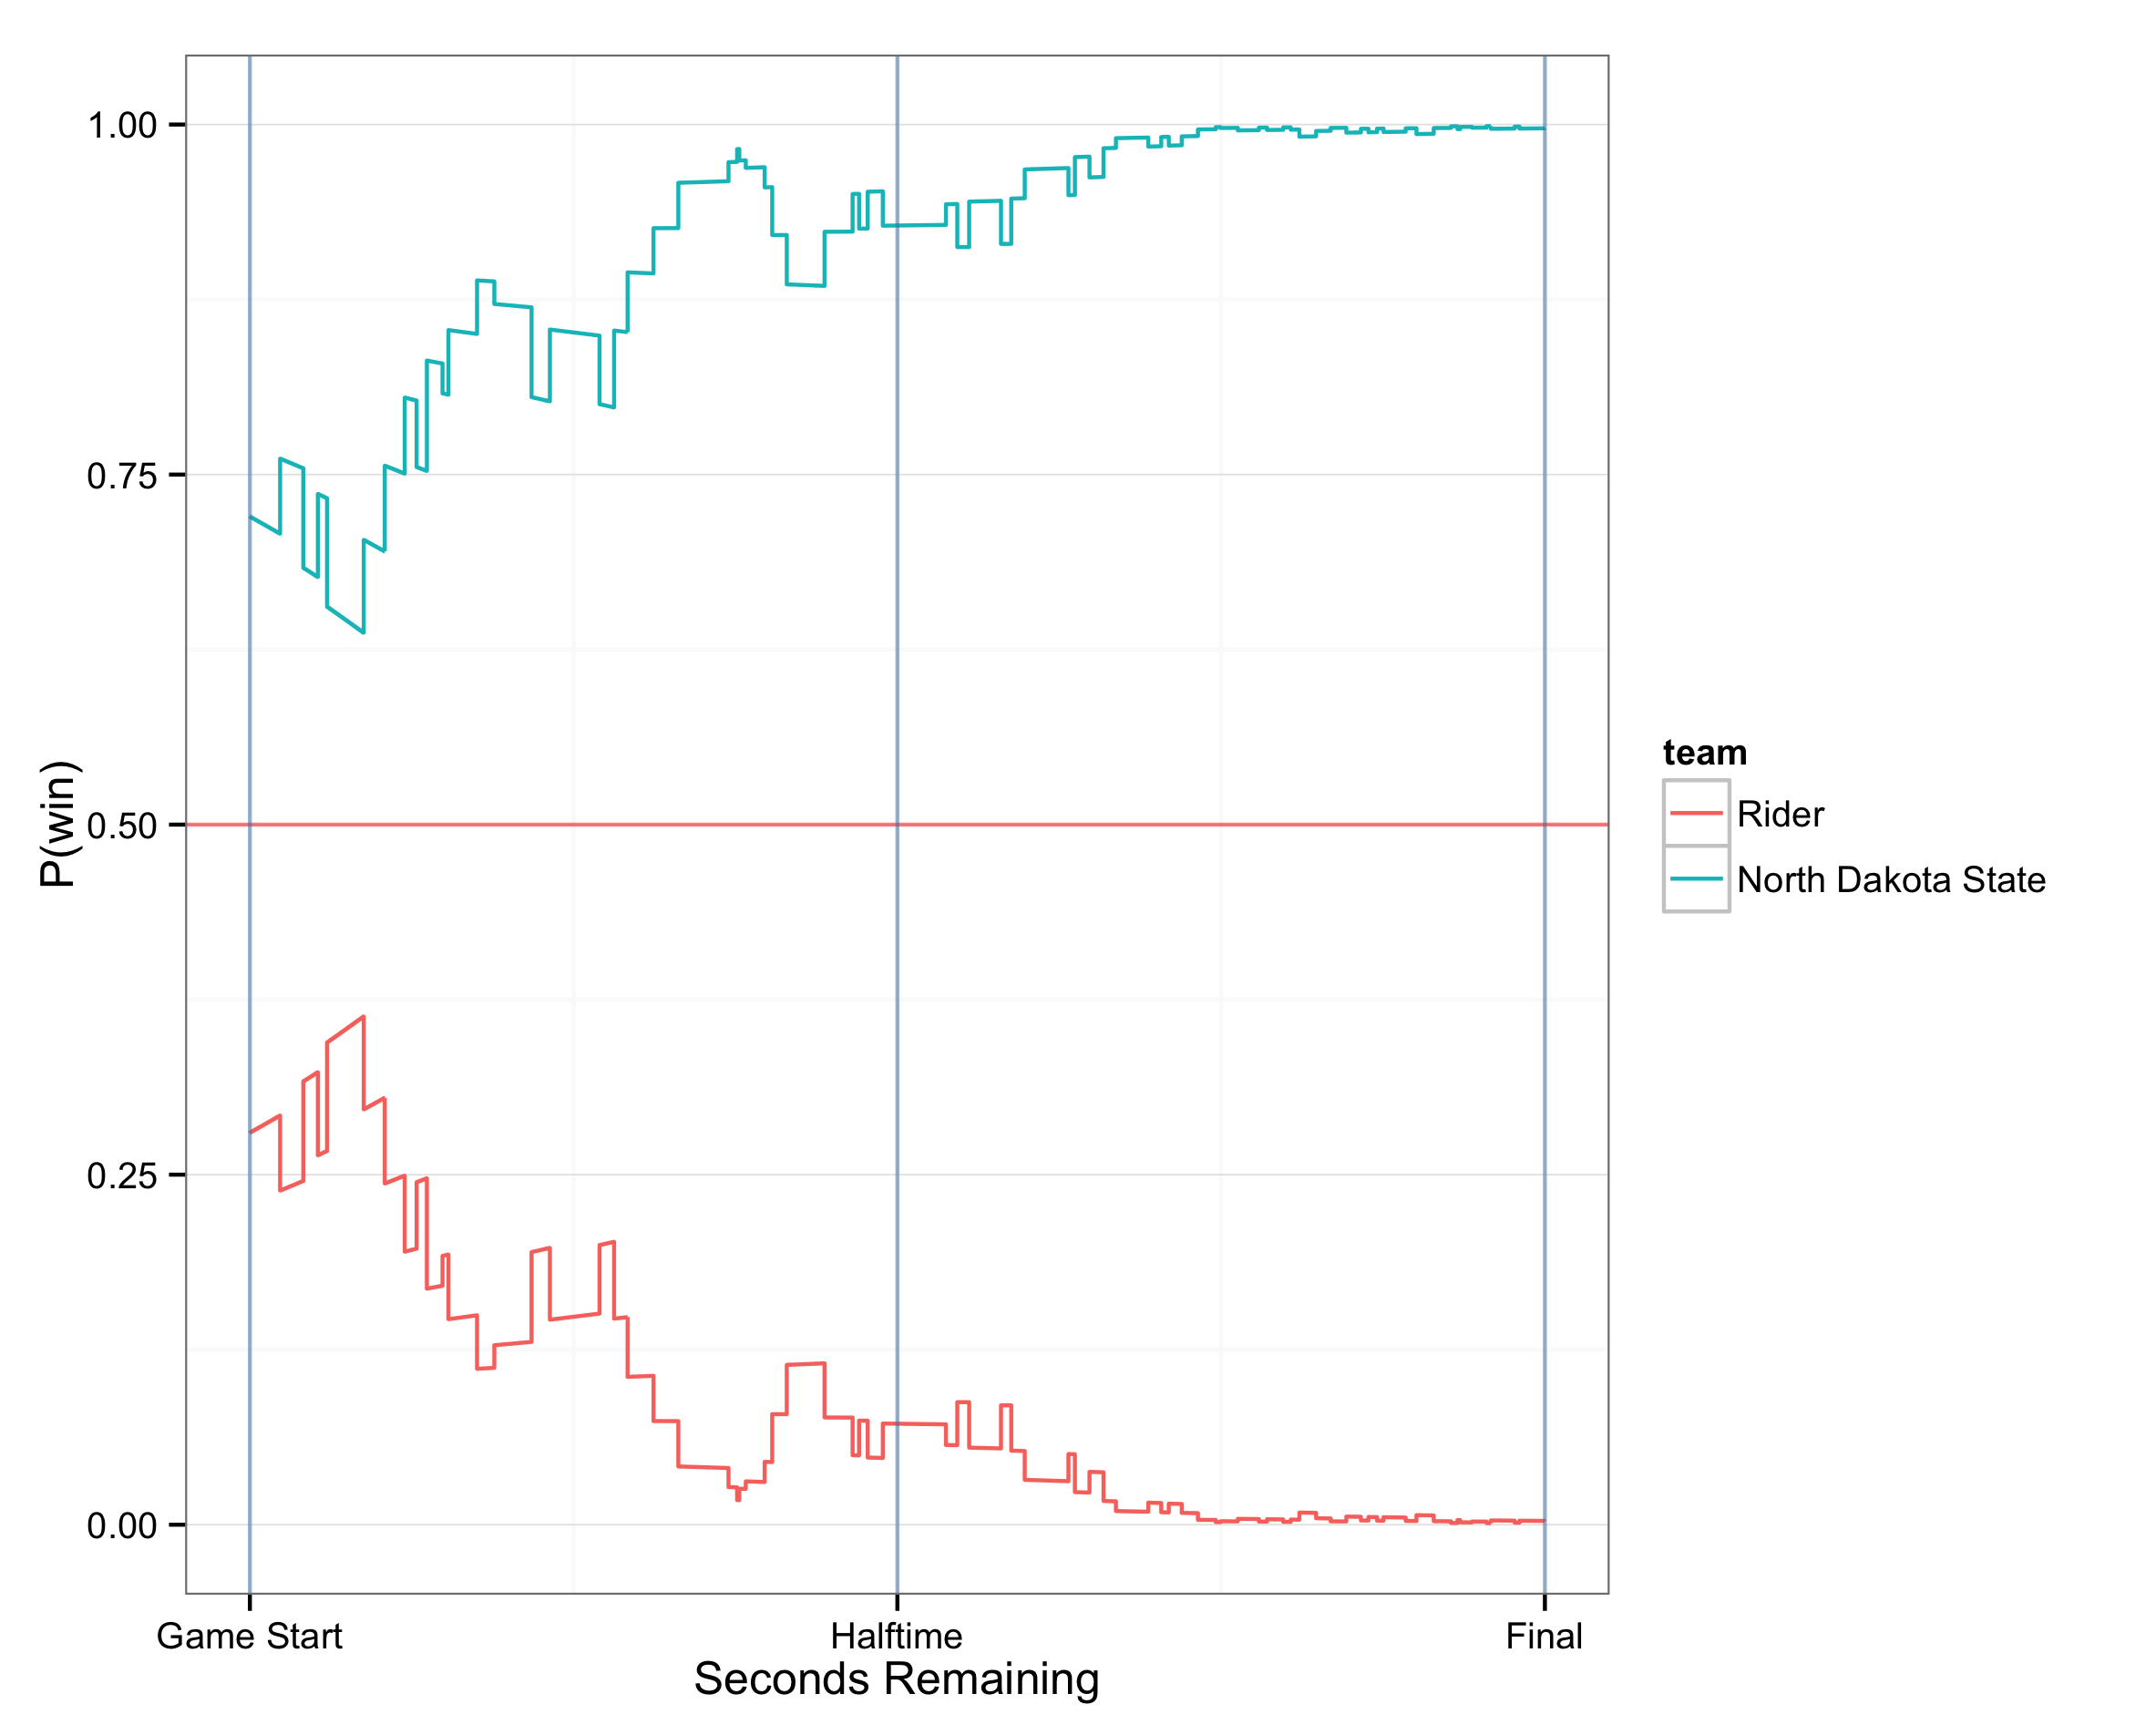 1.00
0.75
0.50
0.25
0.00
P(win)
Game Start
Halftime
Final
Seconds Remaining
team
Rider
North Dakota State